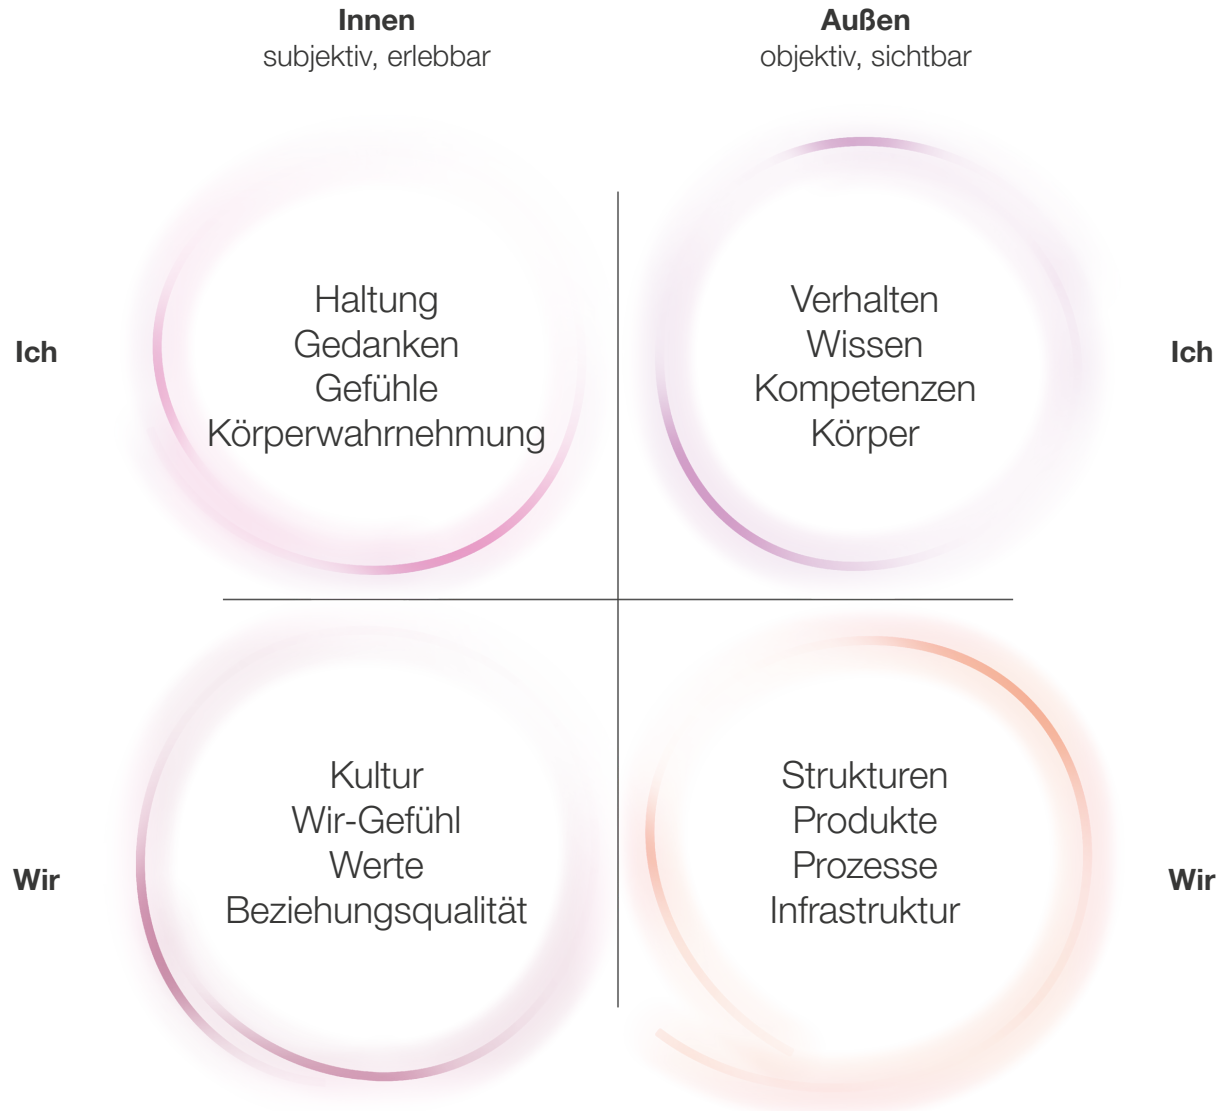 Innen
subjektiv, erlebbar
Außen
objektiv, sichtbar
Ich
Haltung
Gedanken
Gefühle
Körperwahrnehmung
Verhalten
Wissen
Kompetenzen
Körper
Ich
Wir
Kultur
Wir-Gefühl
Werte
Beziehungsqualität
Strukturen
Produkte
Prozesse
Infrastruktur
Wir